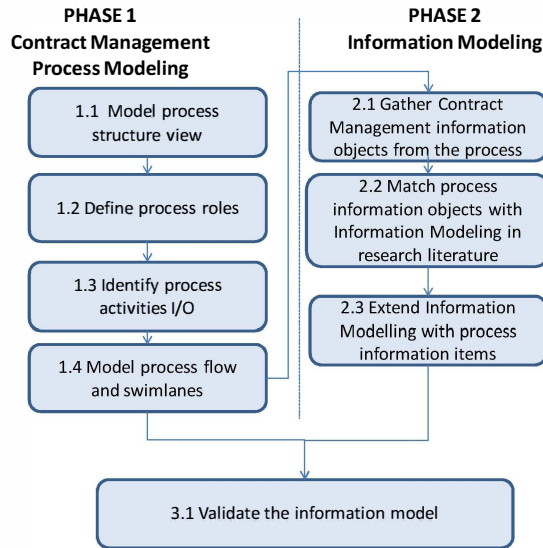 PHASE 1
Contract Management
Process Modeling
1.1 Model process
structure view
1.2 Define process roles
1.3 Identify process
activities I/O
1.4 Model process flow
and swimlanes
PHASE 2
Information Modeling
2.1 Gather Contract
Management information
objects from the process
2.2 Match process
information objects with
Information Modeling in
research literature
2.3 Extend Information
Modelling with process
information items
3.1 Validate the information model